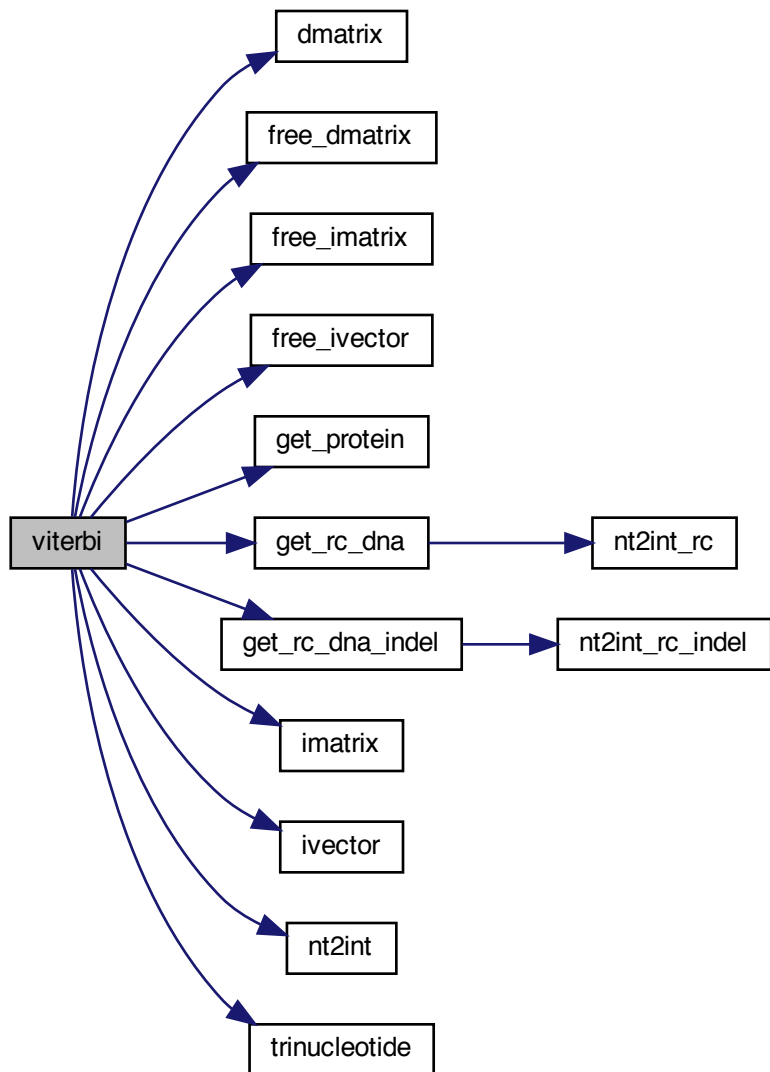 dmatrix
free_dmatrix
free_imatrix
free_ivector
get_protein
viterbi
get_rc_dna
nt2int_rc
get_rc_dna_indel
nt2int_rc_indel
imatrix
ivector
nt2int
trinucleotide